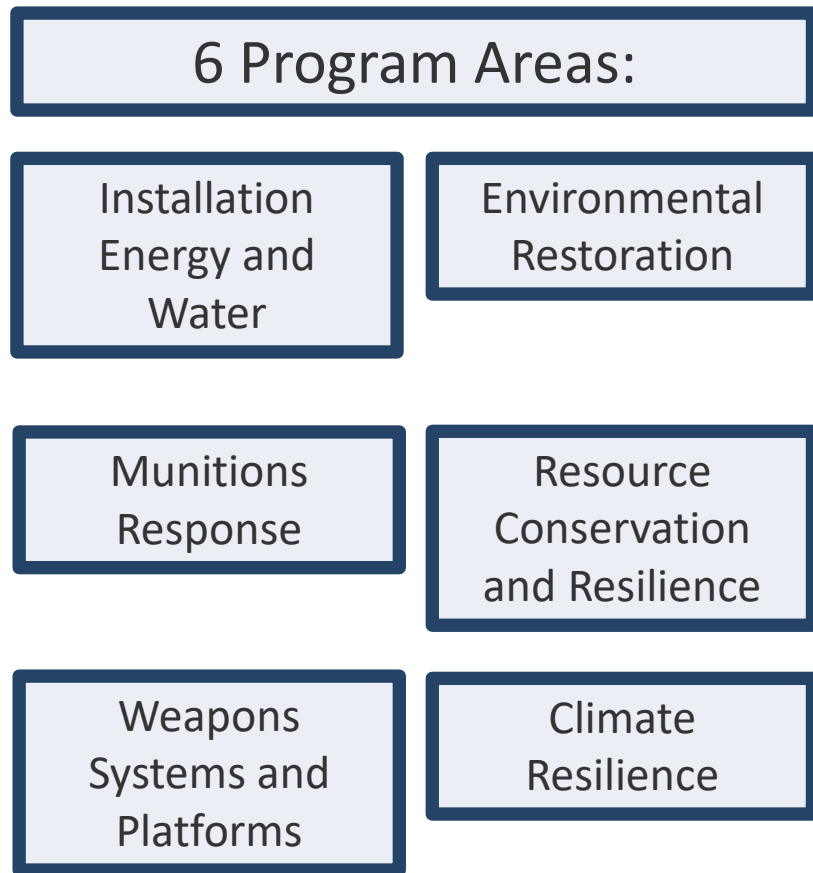 6 Program Areas:
Installation
Energy and
Water
Environmental
Restoration
Munitions
Response
Resource
Conservation
and Resilience
Weapons
Systems and
Platforms
Climate
Resilience